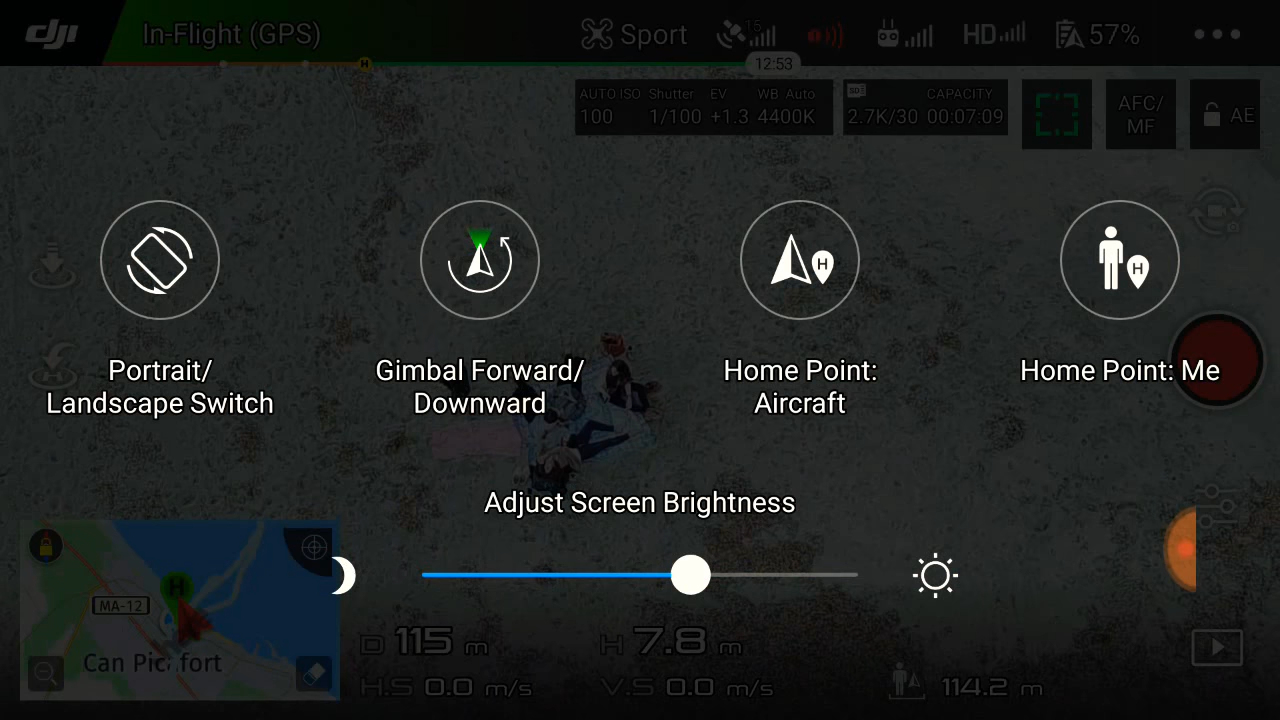 dji
In-Flight (GPS)
Sport
15
HD
57%
H
12:53
AUTO ISO Shutter EV WB Auto
100 1/100 +1.3 4400K
SD
CAPACITY
2.7K/30 00:07:09
AFC/
MF
AE
H
H
Portrait/
Landscape Switch
Gimbal Forward/
Downward
Home Point:
Aircraft
Home Point: Me
Adjust Screen Brightness
H
MA-12
D 115 m
H 7.8 m
H.S 0.0 m/s
V.S 0.0 m/s
114.2 m